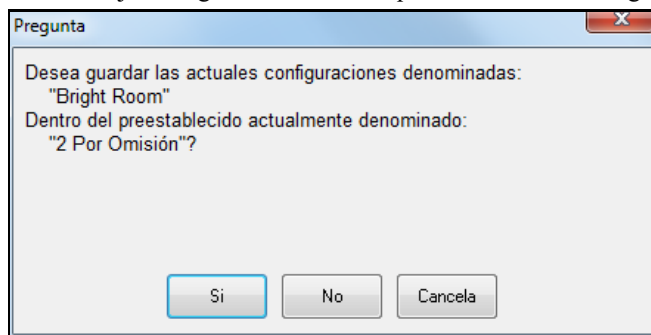 Pregunta
Desea guardar las actuales configuraciones denominadas:
"Bright Room"
Dentro del preestablecido actualmente denominado:
"2 Por Omisión"?
Si
No
Cancela